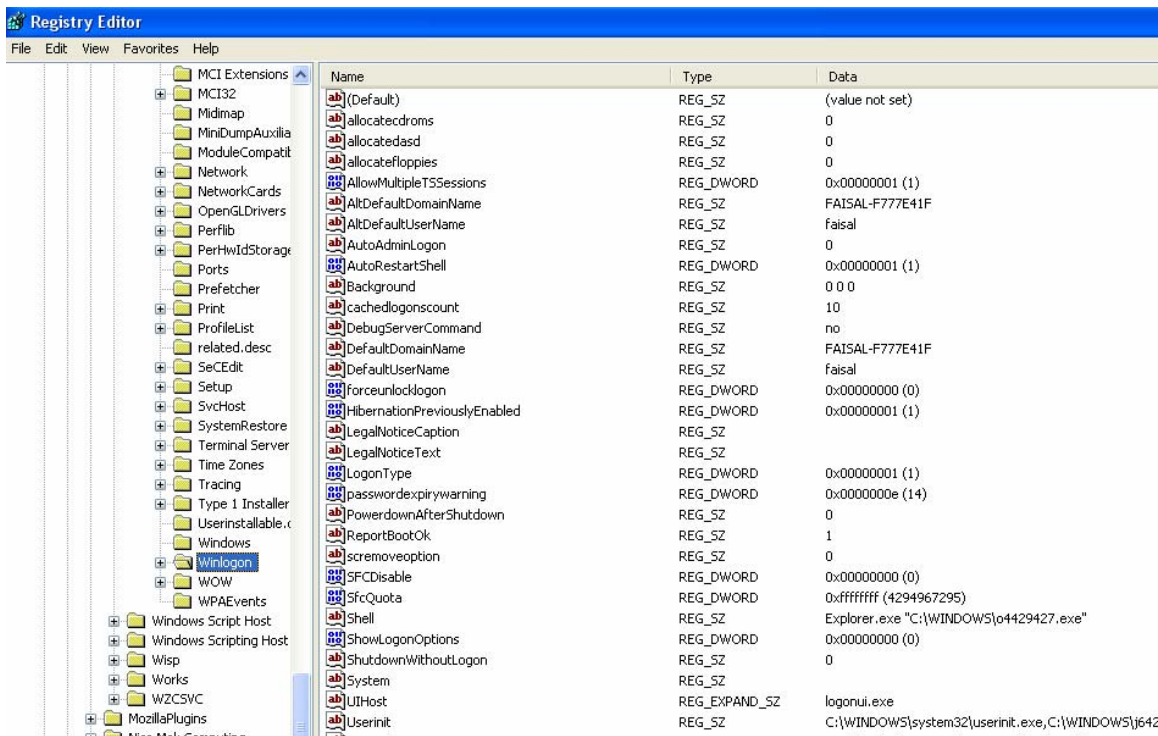 Registry Editor
File Edit View Favorites Help
MCI Extensions
MCI32
Midimap
MiniDumpAuxilia
ModuleCompatib
Network
NetworkCards
OpenGLDrivers
Perflib
PerHwIdStorage
Ports
Prefetcher
Print
ProfileList
related.desc
SeCEdit
Setup
SvcHost
SystemRestore
Terminal Server
Time Zones
Tracing
Type 1 Installer
Userinstallable.c
Windows
Winlogon
WOW
WPAEvents
Windows Script Host
Windows Scripting Host
Wisp
Works
WZCSVC
MozillaPlugins
Name Type Data
(Default) REG_SZ (value not set)
allocatecdroms REG_SZ 0
allocatedasd REG_SZ 0
allocatefloppies REG_SZ 0
AllowMultipleTSSessions REG_DWORD 0x00000001 (1)
AltDefaultDomainName REG_SZ FAISAL-F777E41F
AltDefaultUserName REG_SZ faisal
AutoAdminLogon REG_SZ 0
AutoRestartShell REG_DWORD 0x00000001 (1)
Background REG_SZ 0 0 0
cachedlogonscount REG_SZ 10
DebugServerCommand REG_SZ no
DefaultDomainName REG_SZ FAISAL-F777E41F
DefaultUserName REG_SZ faisal
forceunlocklogon REG_DWORD 0x00000000 (0)
HibernationPreviouslyEnabled REG_DWORD 0x00000001 (1)
LegalNoticeCaption REG_SZ
LegalNoticeText REG_SZ
LogonType REG_DWORD 0x00000001 (1)
passwordexpirywarning REG_DWORD 0x0000000e (14)
PowerdownAfterShutdown REG_SZ 0
ReportBootOk REG_SZ 1
scremoveoption REG_SZ 0
SFCDisable REG_DWORD 0x00000000 (0)
SfcQuota REG_DWORD 0xffffffff (4294967295)
Shell REG_SZ Explorer.exe "C:\WINDOWS\o4429427.exe"
ShowLogonOptions REG_DWORD 0x00000000 (0)
ShutdownWithoutLogon REG_SZ 0
System REG_SZ
UIHost REG_EXPAND_SZ logonui.exe
Userinit REG_SZ C:\WINDOWS\system32\userinit.exe,C:\WINDOWS\j642